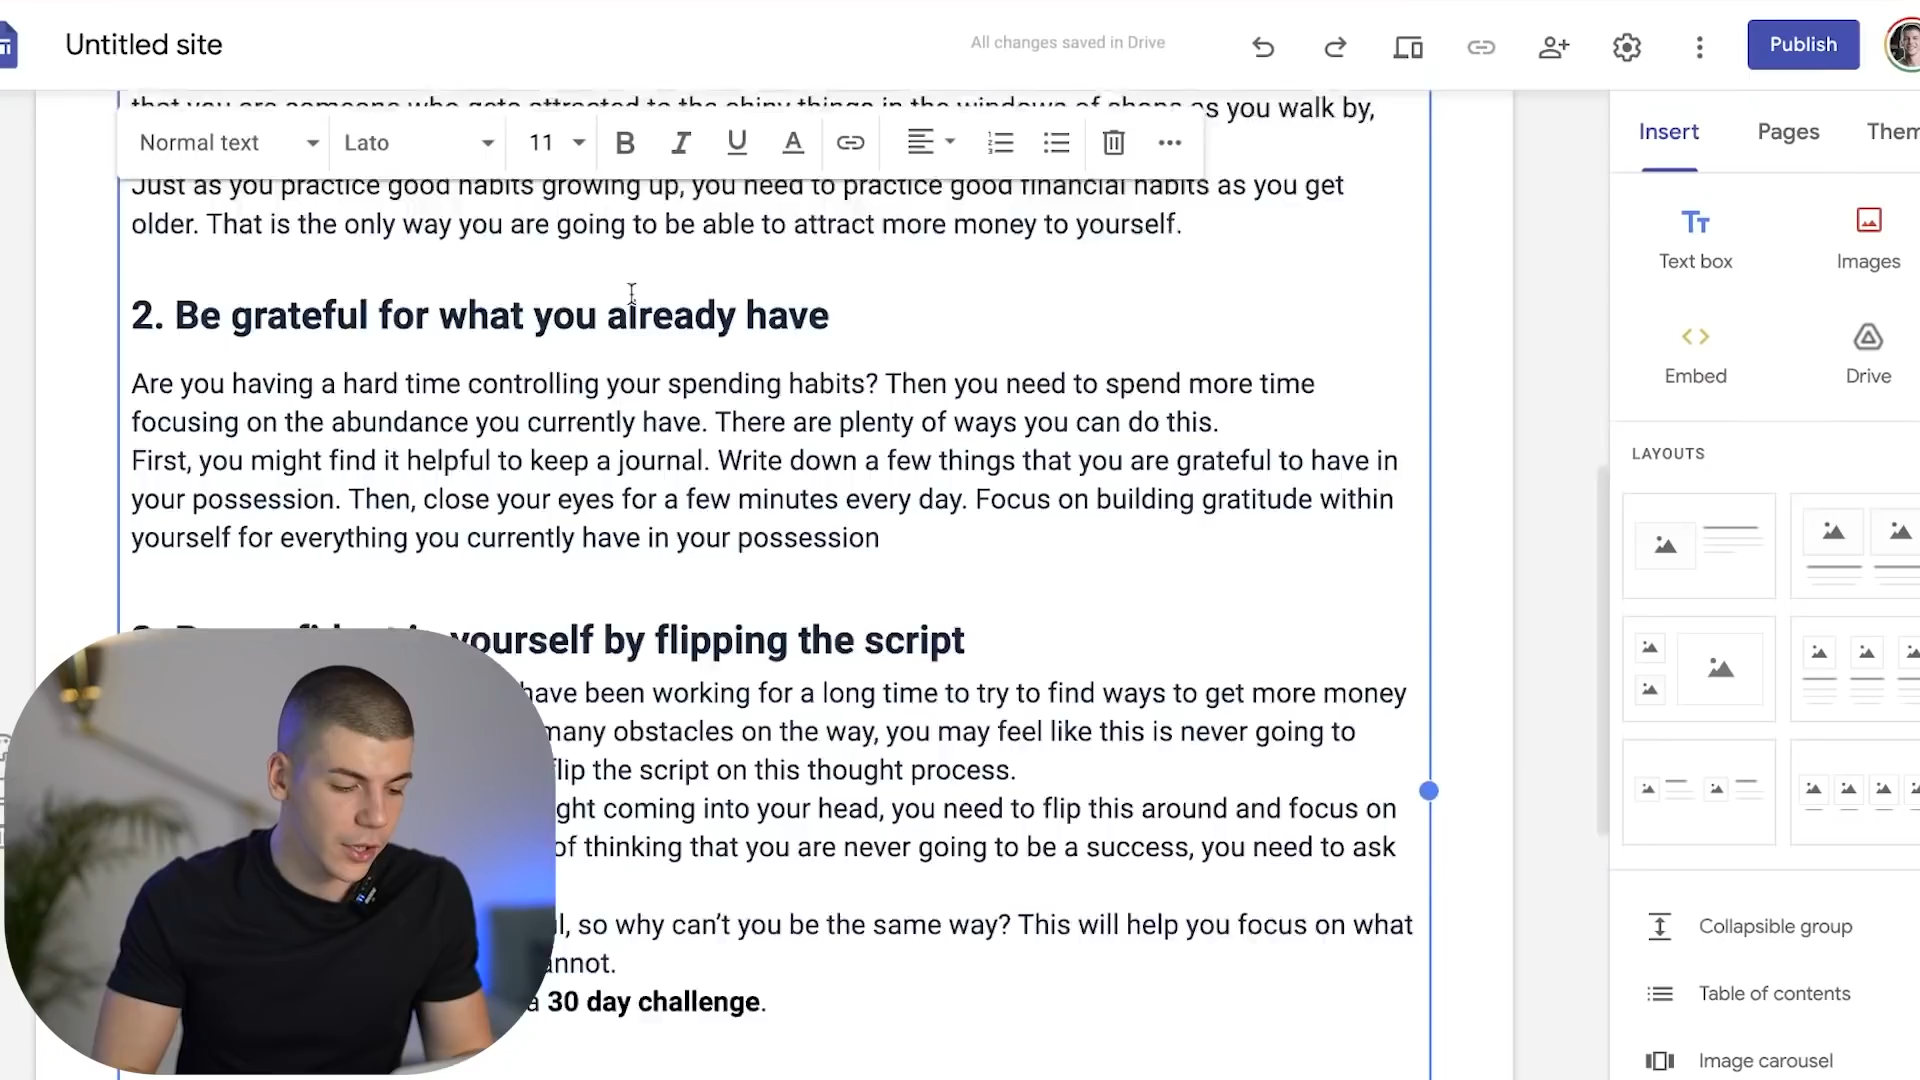 Untitled site
All changes saved in Drive
Publish
that you are someone who gets attracted to the shiny things in the windows of shops as you walk by,
Normal text
Lato
11
Insert
Pages
Them
Just as you practice good habits growing up, you need to practice good financial habits as you get
older. That is the only way you are going to be able to attract more money to yourself.
Text box
Images
2. Be grateful for what you already have
Embed
Drive
Are you having a hard time controlling your spending habits? Then you need to spend more time
focusing on the abundance you currently have. There are plenty of ways you can do this.
First, you might find it helpful to keep a journal. Write down a few things that you are grateful to have in
your possession. Then, close your eyes for a few minutes every day. Focus on building gratitude within
yourself for everything you currently have in your possession
LAYOUTS
yourself by flipping the script
have been working for a long time to try to find ways to get more money
many obstacles on the way, you may feel like this is never going to
flip the script on this thought process.
ght coming into your head, you need to flip this around and focus on
of thinking that you are never going to be a success, you need to ask
l, so why can’t you be the same way? This will help you focus on what
annot.
a 30 day challenge.
Collapsible group
Table of contents
Image carousel